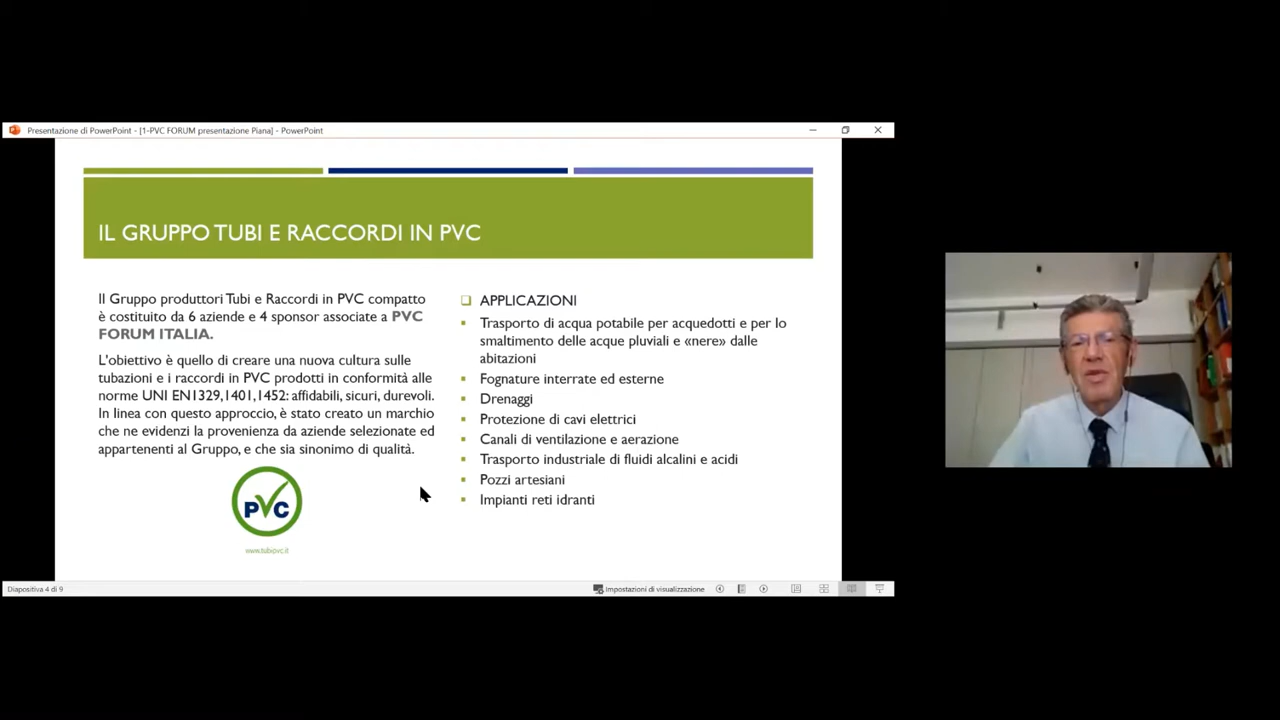 Presentazione di PowerPoint - [1-PVC FORUM presentazione Piana] - PowerPoint
IL GRUPPO TUBI E RACCORDI IN PVC
Il Gruppo produttori Tubi e Raccordi in PVC compatto
è costituito da 6 aziende e 4 sponsor associate a PVC
FORUM ITALIA.
L'obiettivo è quello di creare una nuova cultura sulle
tubazioni e i raccordi in PVC prodotti in conformità alle
norme UNI EN1329,1401,1452: affidabili, sicuri, durevoli.
In linea con questo approccio, è stato creato un marchio
che ne evidenzi la provenienza da aziende selezionate ed
appartenenti al Gruppo, e che sia sinonimo di qualità.
PVC
www.tubipvc.it
APPLICAZIONI
Trasporto di acqua potabile per acquedotti e per lo
smaltimento delle acque pluviali e «nere» dalle
abitazioni
Fognature interrate ed esterne
Drenaggi
Protezione di cavi elettrici
Canali di ventilazione e aerazione
Trasporto industriale di fluidi alcalini e acidi
Pozzi artesiani
Impianti reti idranti
Diapositiva 4 di 9
Impostazioni di visualizzazione